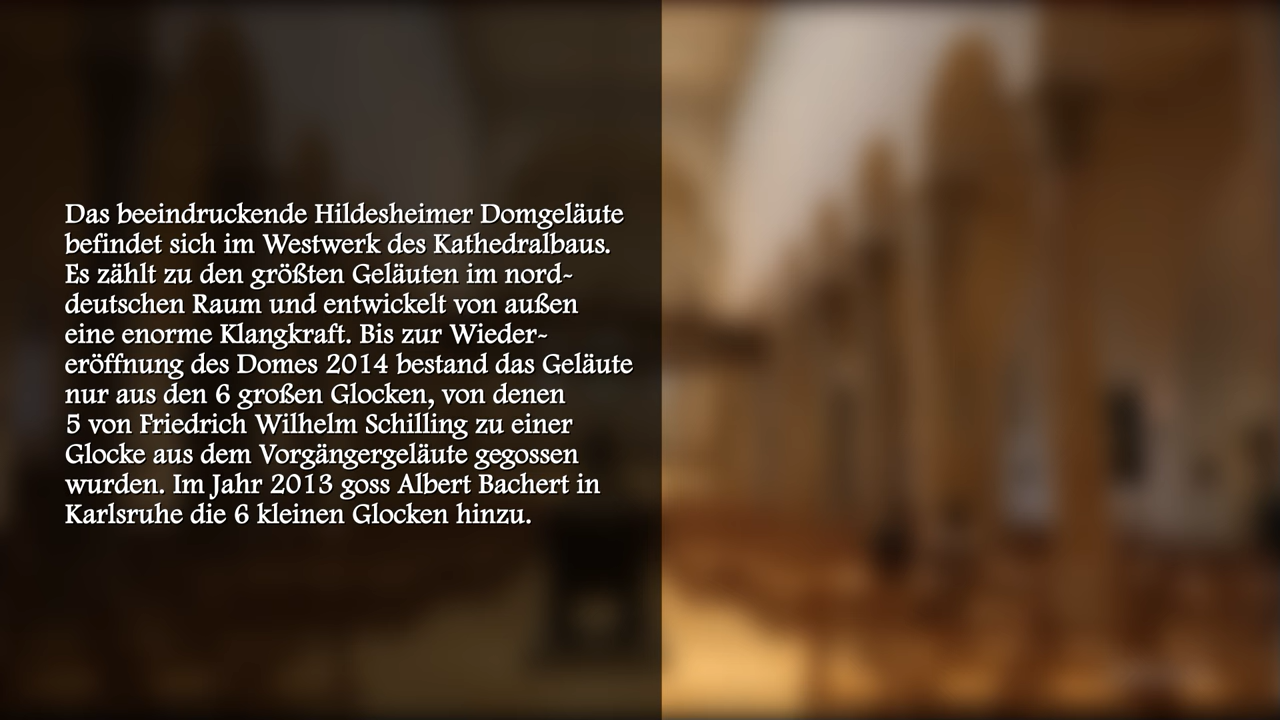 Das beeindruckende Hildesheimer Domgeläute
befindet sich im Westwerk des Kathedralbaus.
Es zählt zu den größten Geläuten im nord-
deutschen Raum und entwickelt von außen
eine enorme Klangkraft. Bis zur Wieder-
eröffnung des Domes 2014 bestand das Geläute
nur aus den 6 großen Glocken, von denen
5 von Friedrich Wilhelm Schilling zu einer
Glocke aus dem Vorgängergeläute gegossen
wurden. Im Jahr 2013 goss Albert Bachert in
Karlsruhe die 6 kleinen Glocken hinzu.